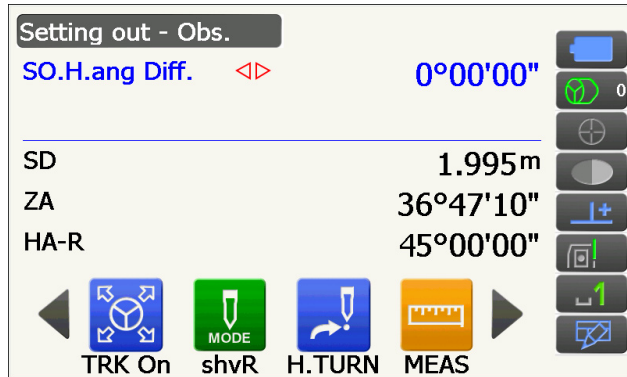 Setting out - Obs.
SO.H.ang Diff. ◁▷ 0°00'00"
0
SD 1.995m
ZA 36°47'10"
HA-R 45°00'00"
1
MODE
TRK On shvR H.TURN MEAS